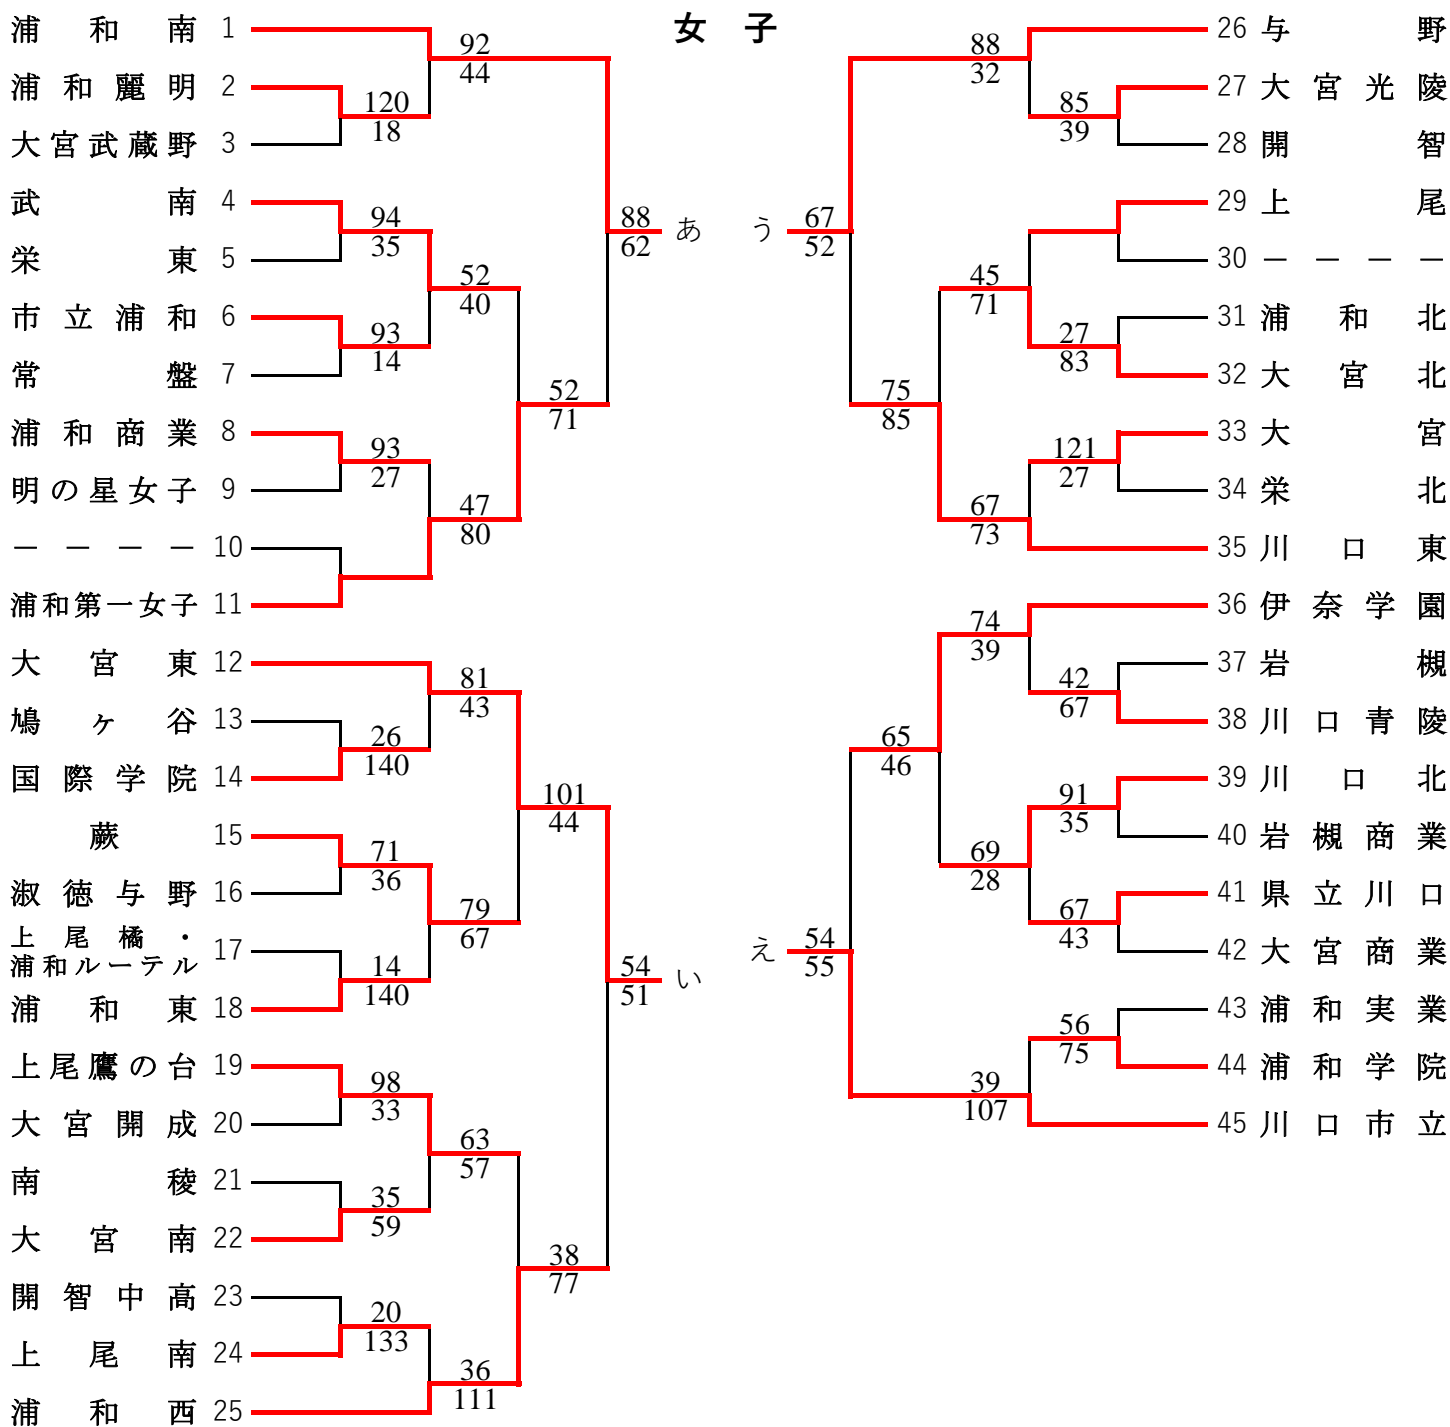 女子
浦和南 1
浦和麗明 2
大宮武蔵野 3
武南 4
栄東 5
市立浦和 6
常盤 7
浦和商業 8
明の星女子 9
－－－－ 10
浦和第一女子 11
大宮東 12
鳩ヶ谷 13
国際学院 14
蕨 15
淑徳与野 16
上尾橘・
浦和ルーテル 17
浦和東 18
上尾鷹の台 19
大宮開成 20
南稜 21
大宮南 22
開智中高 23
上尾南 24
浦和西 25
120
18
94
35
93
14
93
27
26
140
71
36
14
140
98
33
35
59
20
133
92
44
52
40
47
80
81
43
79
67
63
57
36
111
52
71
101
44
38
77
88
62
あ
54
51
い
う
67
52
え
54
55
75
85
65
46
88
32
45
71
67
73
74
39
69
28
39
107
85
39
27
83
121
27
42
67
91
35
67
43
56
75
26 与野
27 大宮光陵
28 開智
29 上尾
30 －－－－
31 浦和北
32 大宮北
33 大宮
34 栄北
35 川口東
36 伊奈学園
37 岩槻
38 川口青陵
39 川口北
40 岩槻商業
41 県立川口
42 大宮商業
43 浦和実業
44 浦和学院
45 川口市立